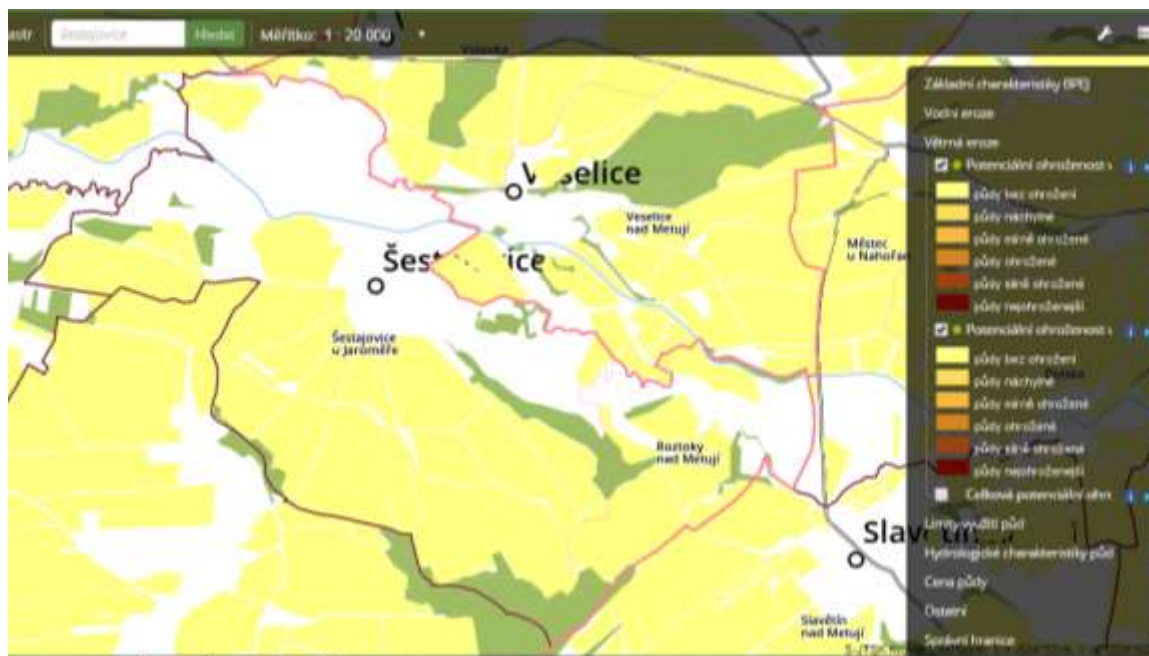 astr Šestajovice Hledat Měřítko: 1 : 20 000
Základní charakteristiky BPEJ
Vodní eroze
Větrná eroze
Potenciální ohroženost v
půdy bez ohrožení
půdy náchylné
půdy mírně ohrožené
půdy ohrožené
půdy silně ohrožené
půdy nejohroženější
Potenciální ohroženost v
půdy bez ohrožení
půdy náchylné
půdy mírně ohrožené
půdy ohrožené
půdy silně ohrožené
půdy nejohroženější
Celková potenciální ohro
Limity využití půd
Hydrologické charakteristiky půd
Cena půdy
Ostatní
Správní hranice
Veselice
nad Metují
Městec
u Nahořan
Šestajovice
u Jaroměře
Roztoky
nad Metují
Slavětín
nad Metují